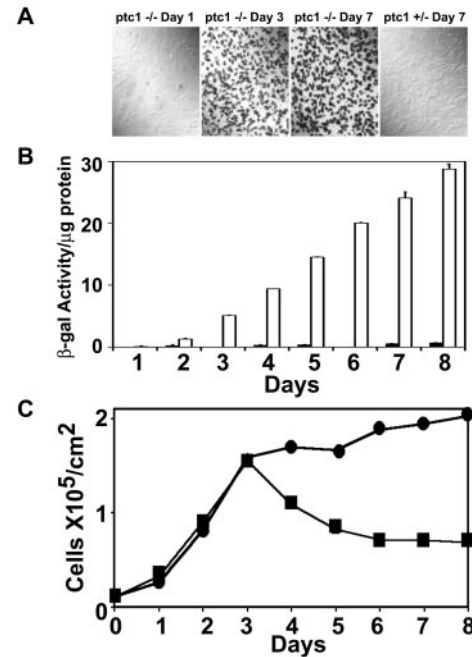 A
ptc1 -/- Day 1 ptc1 -/- Day 3 ptc1 -/- Day 7 ptc1 +/- Day 7
B
β-gal Activity/μg protein
30
20
10
0
1 2 3 4 5 6 7 8
Days
C
Cells X10⁵/cm²
2
1
0
0 1 2 3 4 5 6 7 8
Days